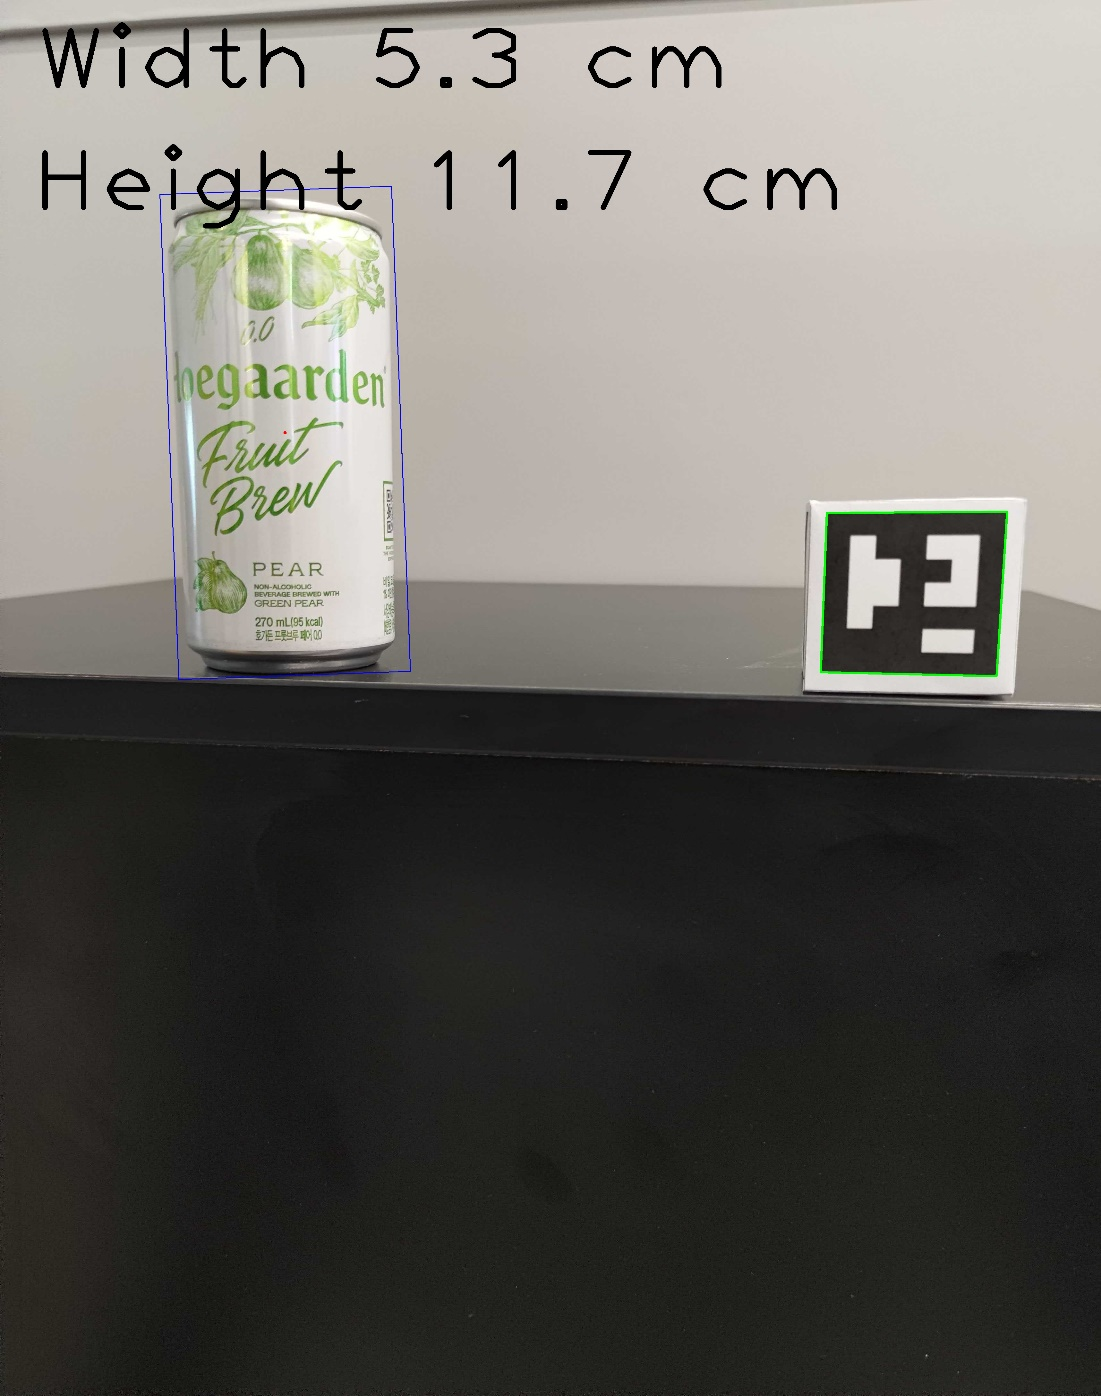 Width 5.3 cm
Height 11.7 cm
0.0
Hoegaarden
Fruit
Brew
PEAR
NON-ALCOHOLIC
BEVERAGE BREWED WITH
GREEN PEAR
270 mL(95 kcal)
호가든 프룻브루 페어 0.0